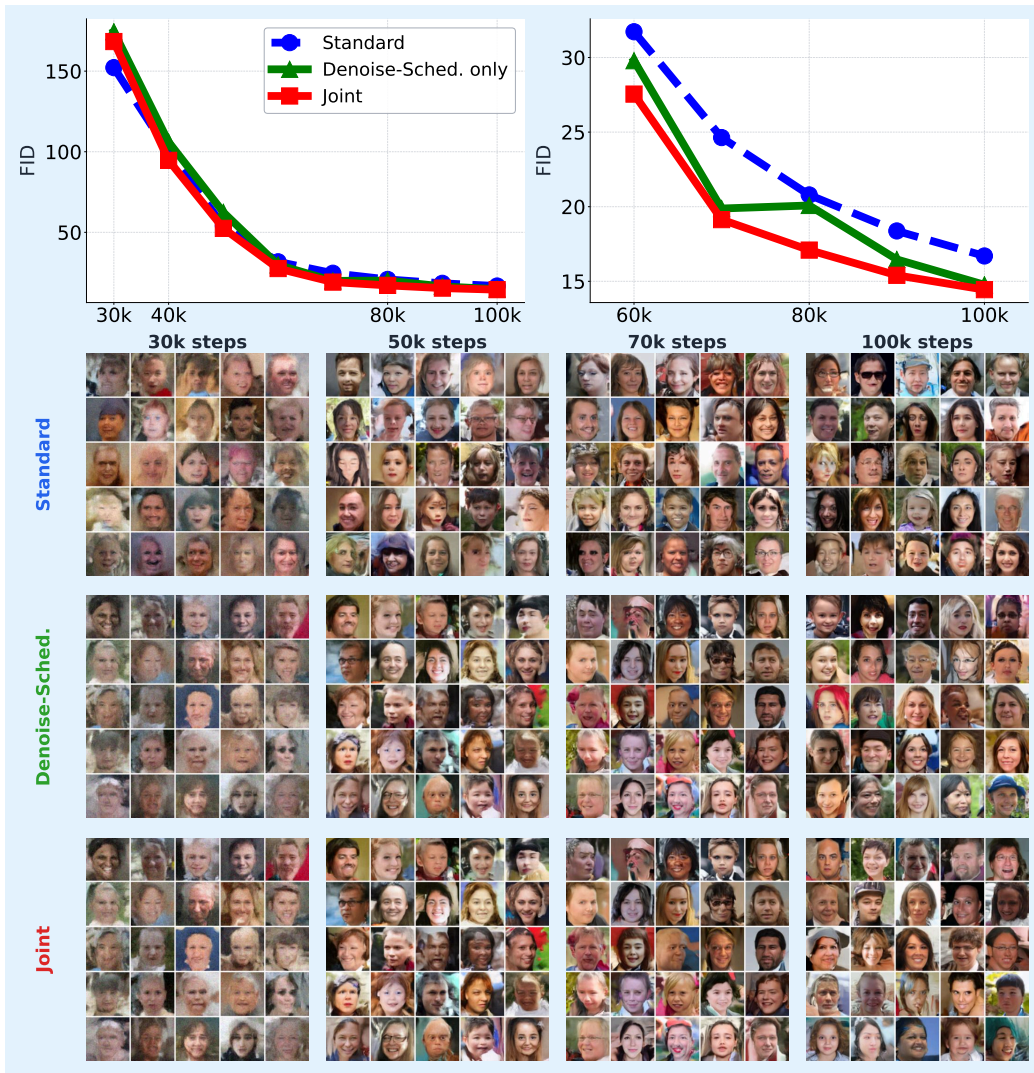 Standard
Denoise-Sched. only
Joint
FID
150
100
50
30k 40k 80k 100k
FID
30
25
20
15
60k 80k 100k
30k steps 50k steps 70k steps 100k steps
Standard
Denoise-Sched.
Joint